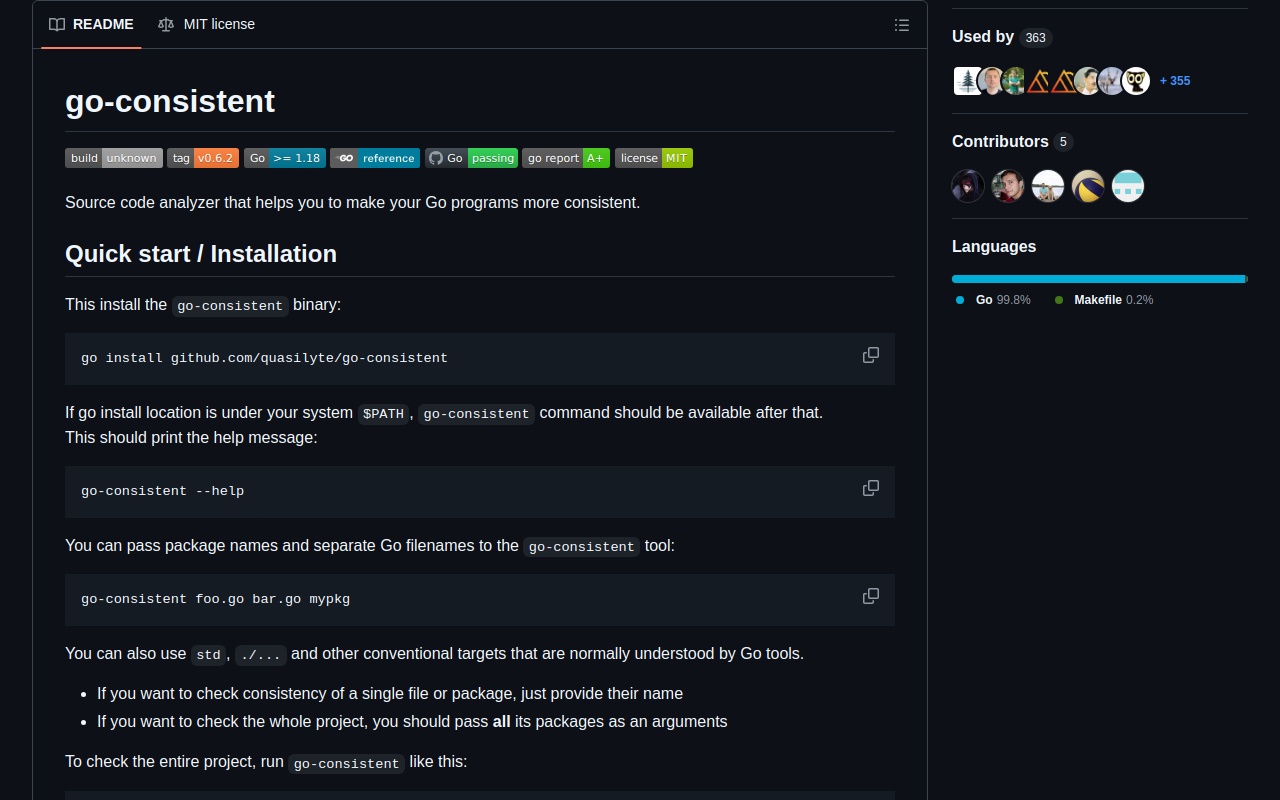 README
MIT license
go-consistent
build unknown tag v0.6.2 Go >= 1.18 GO reference Go passing go report A+ license MIT
Source code analyzer that helps you to make your Go programs more consistent.
Quick start / Installation
This install the go-consistent binary:
go install github.com/quasilyte/go-consistent
If go install location is under your system $PATH, go-consistent command should be available after that.
This should print the help message:
go-consistent --help
You can pass package names and separate Go filenames to the go-consistent tool:
go-consistent foo.go bar.go mypkg
You can also use std, ./... and other conventional targets that are normally understood by Go tools.
• If you want to check consistency of a single file or package, just provide their name
• If you want to check the whole project, you should pass all its packages as an arguments
To check the entire project, run go-consistent like this:
Used by 363
+ 355
Contributors 5
Languages
Go 99.8% Makefile 0.2%